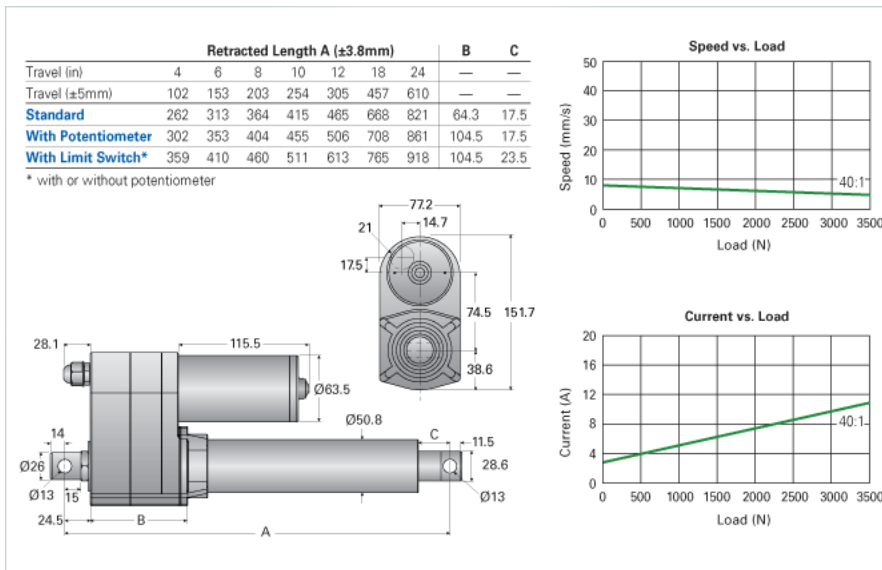 Retracted Length A (±3.8mm) B C
Travel (in) 4 6 8 10 12 18 24 — —
Travel (±5mm) 102 153 203 254 305 457 610 — —
Standard 262 313 364 415 465 668 821 64.3 17.5
With Potentiometer 302 353 404 455 506 708 861 104.5 17.5
With Limit Switch* 359 410 460 511 613 765 918 104.5 23.5
* with or without potentiometer
77.2
14.7
21
17.5
74.5
151.7
38.6
28.1
115.5
Ø63.5
Ø50.8
14
C
11.5
Ø26
28.6
Ø13
15
Ø13
24.5
B
A
Speed vs. Load
Speed (mm/s)
50
40
30
20
10
0
40:1
0 500 1000 1500 2000 2500 3000 3500
Load (N)
Current vs. Load
Current (A)
20
16
12
8
4
0
40:1
0 500 1000 1500 2000 2500 3000 3500
Load (N)